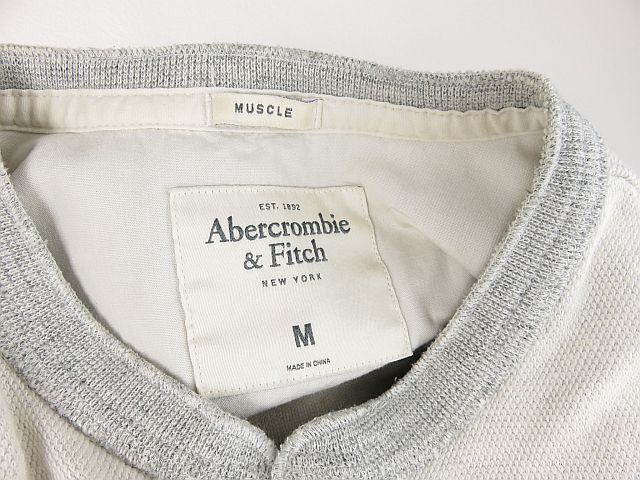 MUSCLE
EST. 1892
Abercrombie
& Fitch
NEW YORK
M
MADE IN CHINA